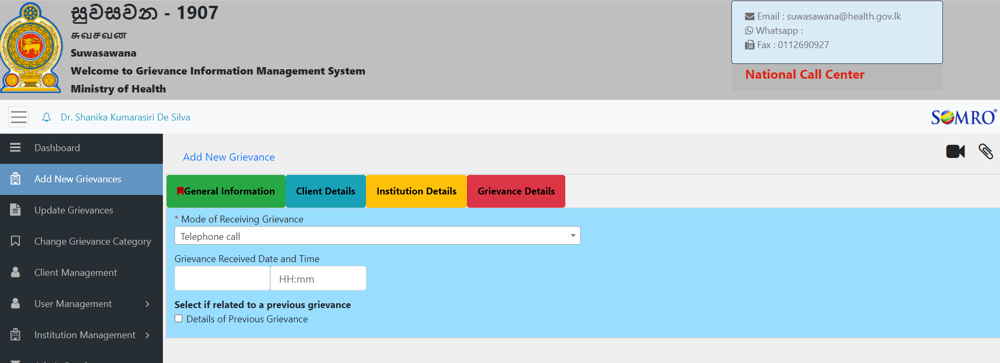 සුවසවන - 1907
சுவசவன
Suwasawana
Welcome to Grievance Information Management System
Ministry of Health
Email : suwasawana@health.gov.lk
Whatsapp :
Fax : 0112690927
National Call Center
Dr. Shanika Kumarasiri De Silva
SOMRO®
Dashboard
Add New Grievances
Update Grievances
Change Grievance Category
Client Management
User Management
Institution Management
Add New Grievance
General Information
Client Details
Institution Details
Grievance Details
* Mode of Receiving Grievance
Telephone call
Grievance Received Date and Time
HH:mm
Select if related to a previous grievance
Details of Previous Grievance